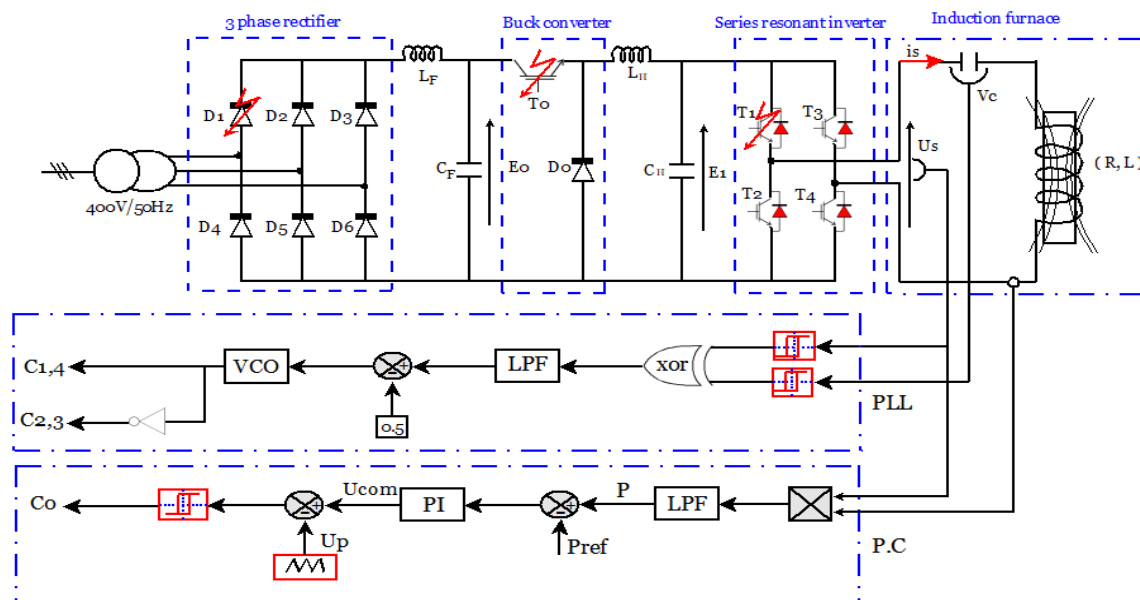 3 phase rectifier
Buck converter
Series resonant inverter
Induction furnace
LF
LH
is
Vc
To
D1
D2
D3
T1
T3
Us
CF
Eo
Do
CH
E1
(R, L)
T2
T4
400V/50Hz
D4
D5
D6
C1,4
VCO
+
-
LPF
xor
PLL
C2,3
0.5
Co
+
-
Ucom
PI
+
-
P
LPF
Up
Pref
P.C